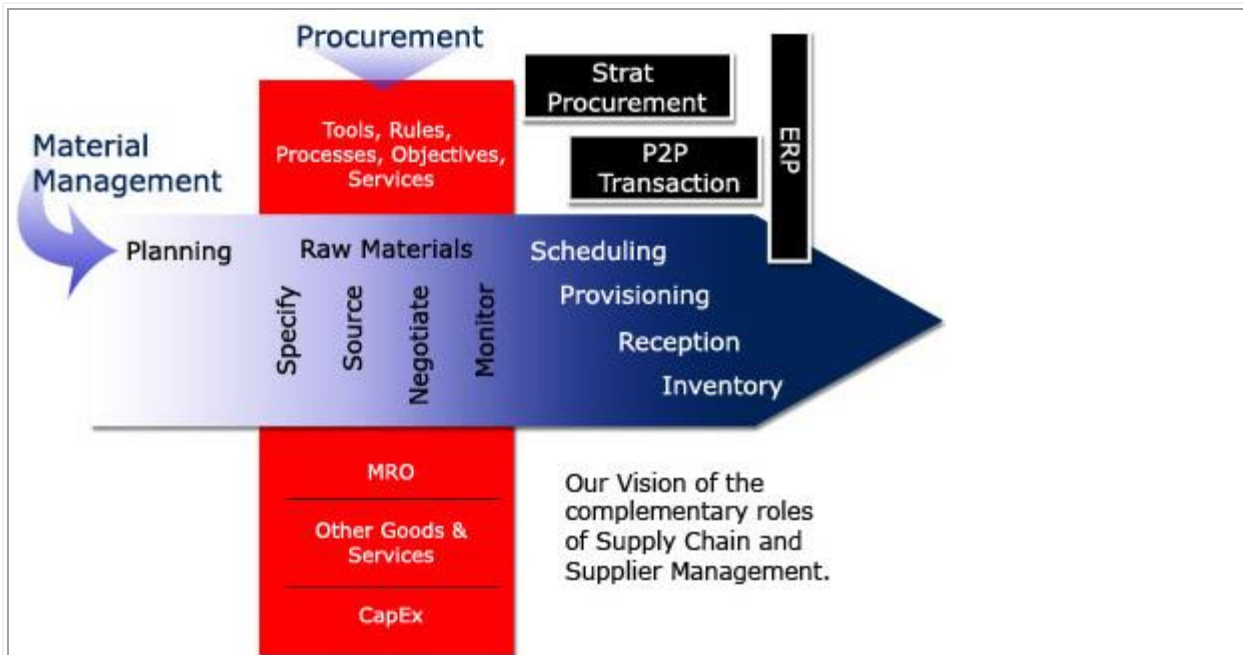 Procurement
Strat
Procurement
Tools, Rules,
Processes, Objectives,
Services
P2P
Transaction
ERP
Material
Management
Planning
Raw Materials
Specify
Source
Negotiate
Monitor
Scheduling
Provisioning
Reception
Inventory
MRO
Other Goods &
Services
CapEx
Our Vision of the
complementary roles
of Supply Chain and
Supplier Management.